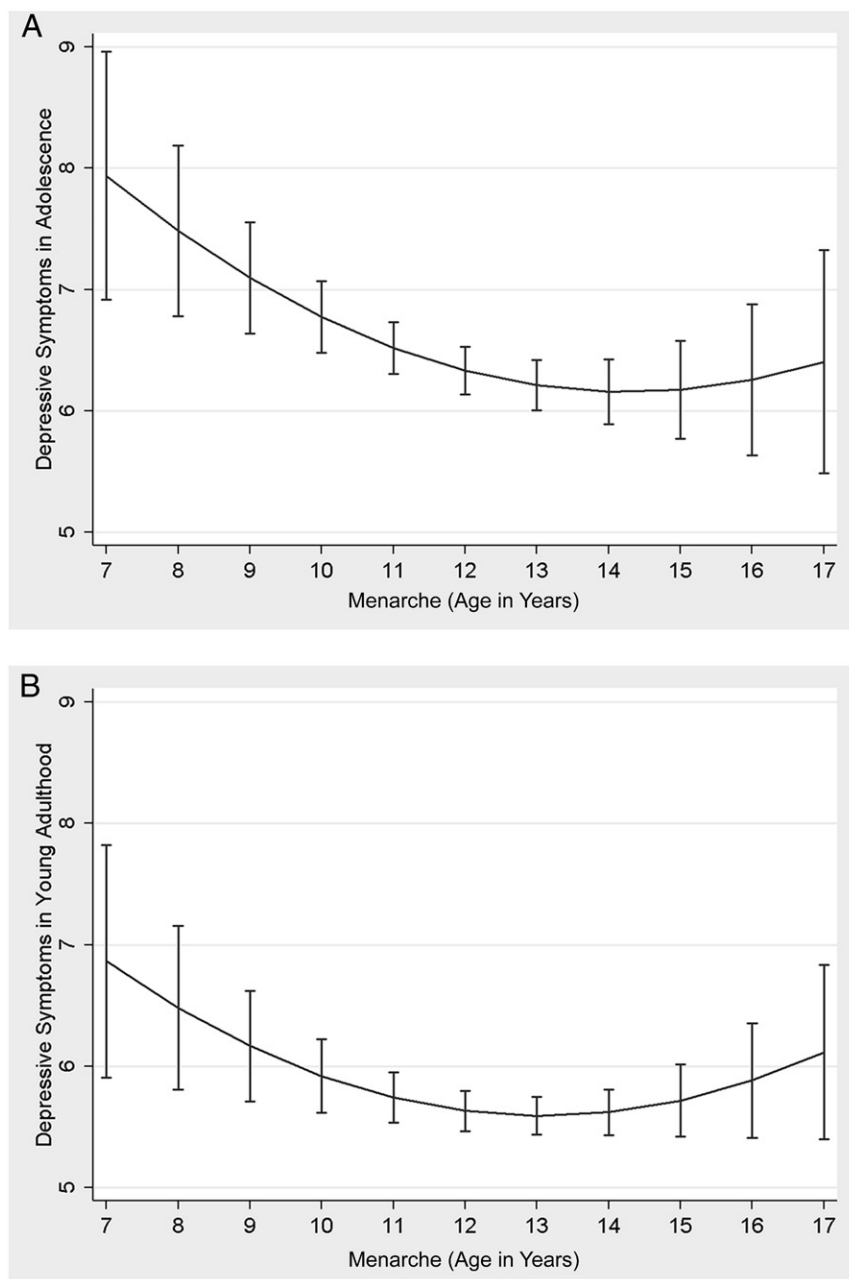 A
Depressive Symptoms in Adolescence
9
8
7
6
5
7 8 9 10 11 12 13 14 15 16 17
Menarche (Age in Years)
B
Depressive Symptoms in Young Adulthood
9
8
7
6
5
7 8 9 10 11 12 13 14 15 16 17
Menarche (Age in Years)